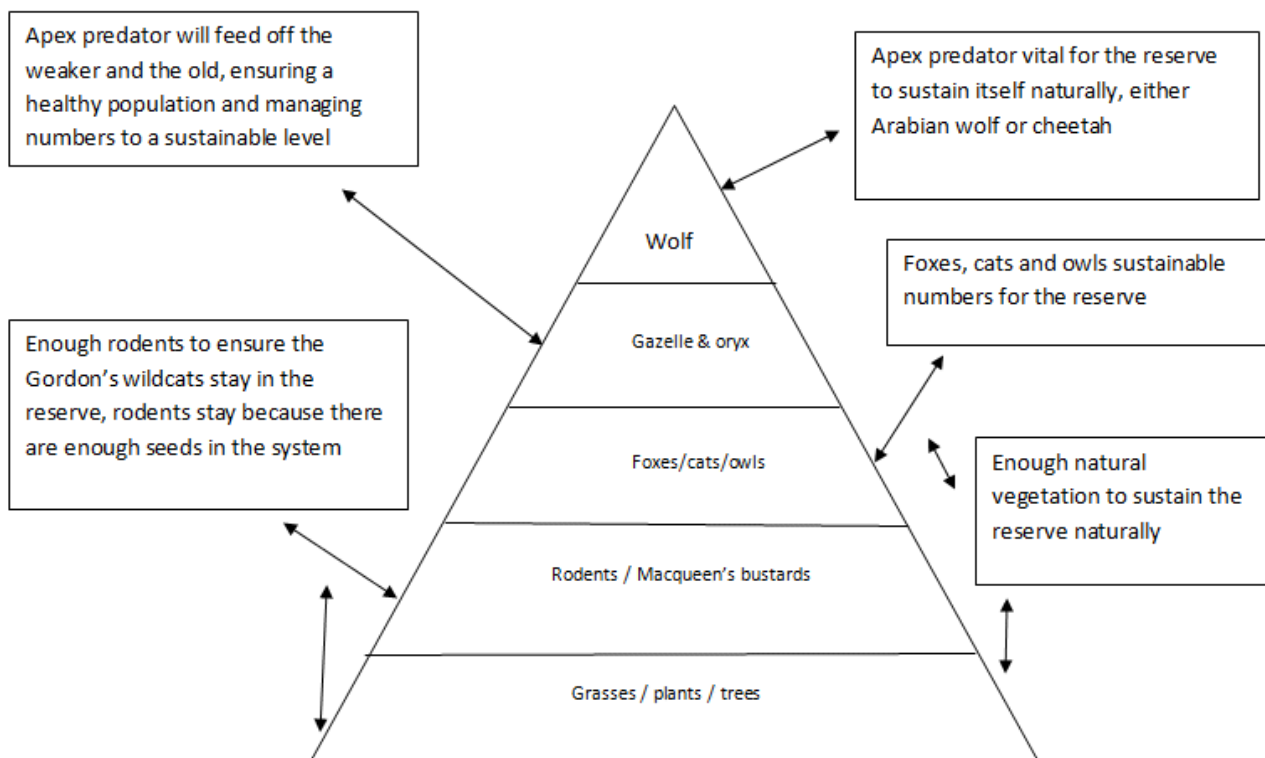 Apex predator will feed off the
weaker and the old, ensuring a
healthy population and managing
numbers to a sustainable level
Apex predator vital for the reserve
to sustain itself naturally, either
Arabian wolf or cheetah
Wolf
Foxes, cats and owls sustainable
numbers for the reserve
Gazelle & oryx
Enough rodents to ensure the
Gordon's wildcats stay in the
reserve, rodents stay because there
are enough seeds in the system
Foxes/cats/owls
Enough natural
vegetation to sustain the
reserve naturally
Rodents / Macqueen's bustards
Grasses / plants / trees